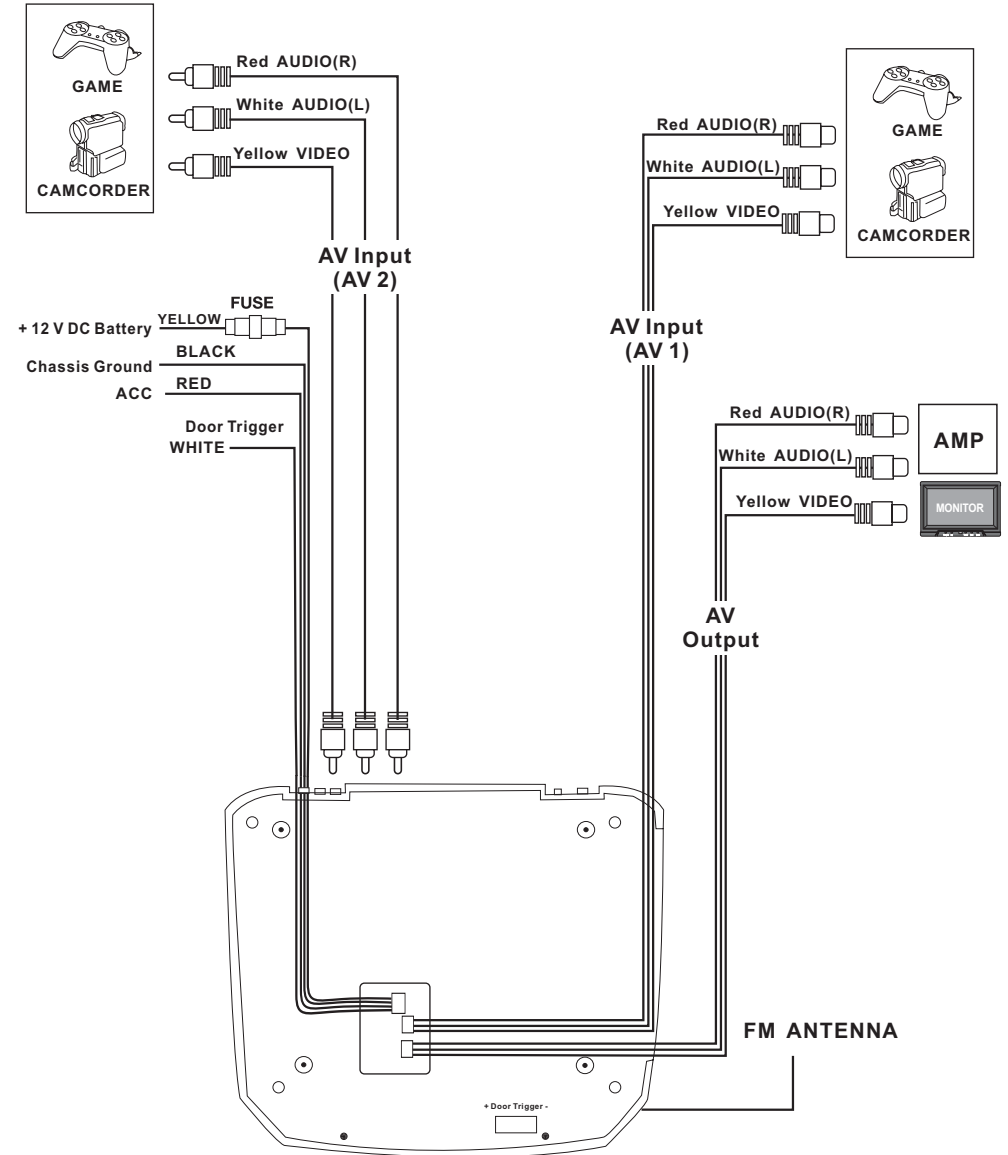 GAME
CAMCORDER
Red AUDIO(R)
White AUDIO(L)
Yellow VIDEO
AV Input
(AV 2)
Red AUDIO(R)
White AUDIO(L)
Yellow VIDEO
GAME
CAMCORDER
AV Input
(AV 1)
FUSE
+ 12 V DC Battery
YELLOW
Chassis Ground
BLACK
ACC
RED
Door Trigger
WHITE
Red AUDIO(R)
White AUDIO(L)
Yellow VIDEO
AMP
MONITOR
AV
Output
FM ANTENNA
+ Door Trigger -